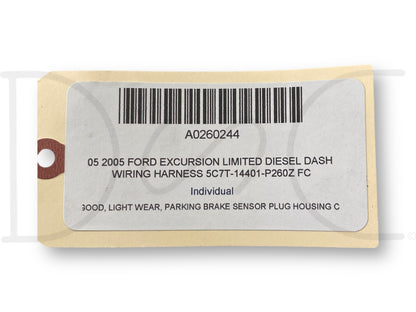 A0260244
05 2005 FORD EXCURSION LIMITED DIESEL DASH
WIRING HARNESS 5C7T-14401-P260Z FC
Individual
GOOD, LIGHT WEAR, PARKING BRAKE SENSOR PLUG HOUSING C